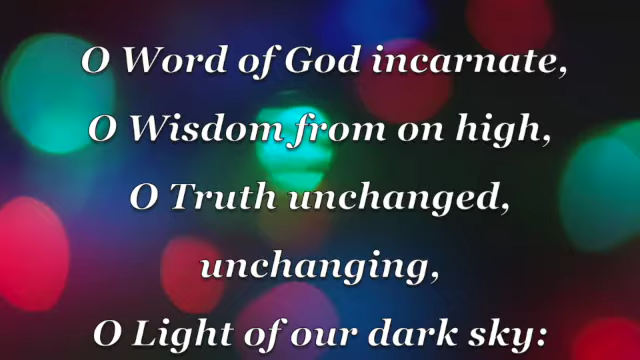 O Word of God incarnate,
O Wisdom from on high,
O Truth unchanged,
unchanging,
O Light of our dark sky: